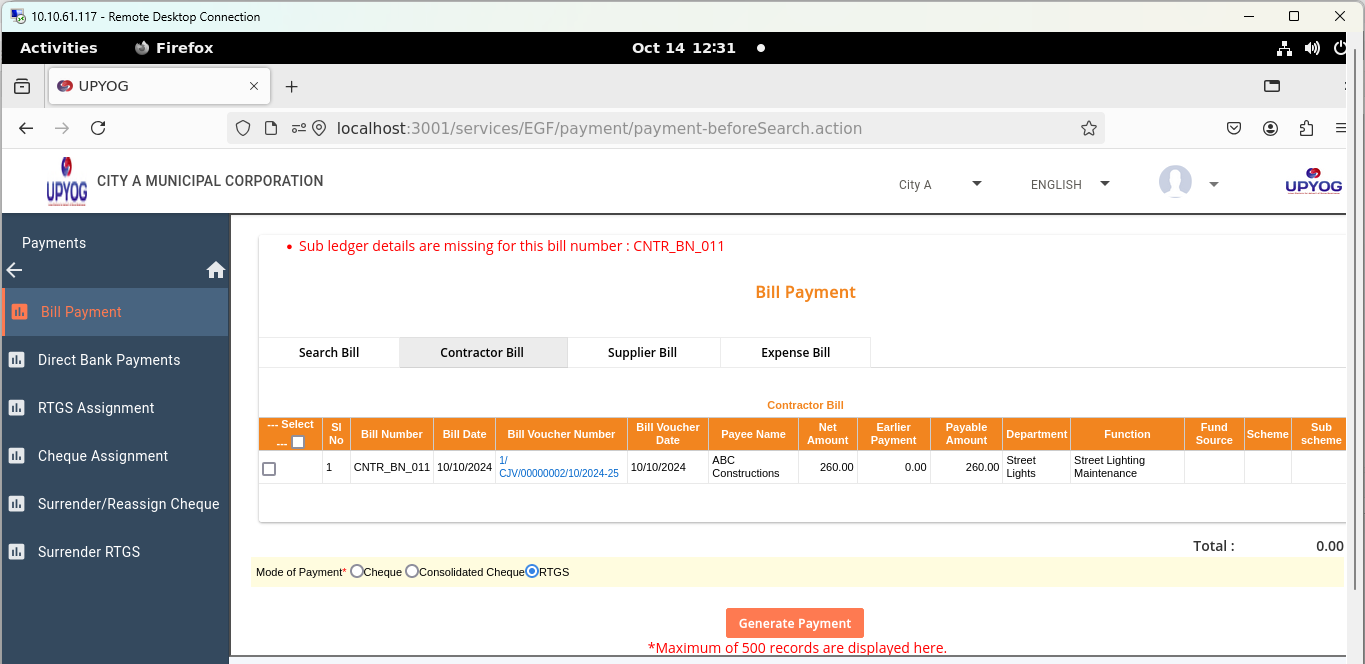 10.10.61.117 - Remote Desktop Connection
Activities Firefox Oct 14 12:31
UPYOG
localhost:3001/services/EGF/payment/payment-beforeSearch.action
UPYOG CITY A MUNICIPAL CORPORATION City A ENGLISH UPYOG
Payments
Bill Payment
Direct Bank Payments
RTGS Assignment
Cheque Assignment
Surrender/Reassign Cheque
Surrender RTGS
• Sub ledger details are missing for this bill number : CNTR_BN_011
Bill Payment
Search Bill Contractor Bill Supplier Bill Expense Bill
Contractor Bill
--- Select --- Sl No Bill Number Bill Date Bill Voucher Number Bill Voucher Date Payee Name Net Amount Earlier Payment Payable Amount Department Function Fund Source Scheme Sub scheme
1 CNTR_BN_011 10/10/2024 1/CJV/00000002/10/2024-25 10/10/2024 ABC Constructions 260.00 0.00 260.00 Street Lights Street Lighting Maintenance
Total : 0.00
Mode of Payment* Cheque Consolidated Cheque RTGS
Generate Payment
*Maximum of 500 records are displayed here.